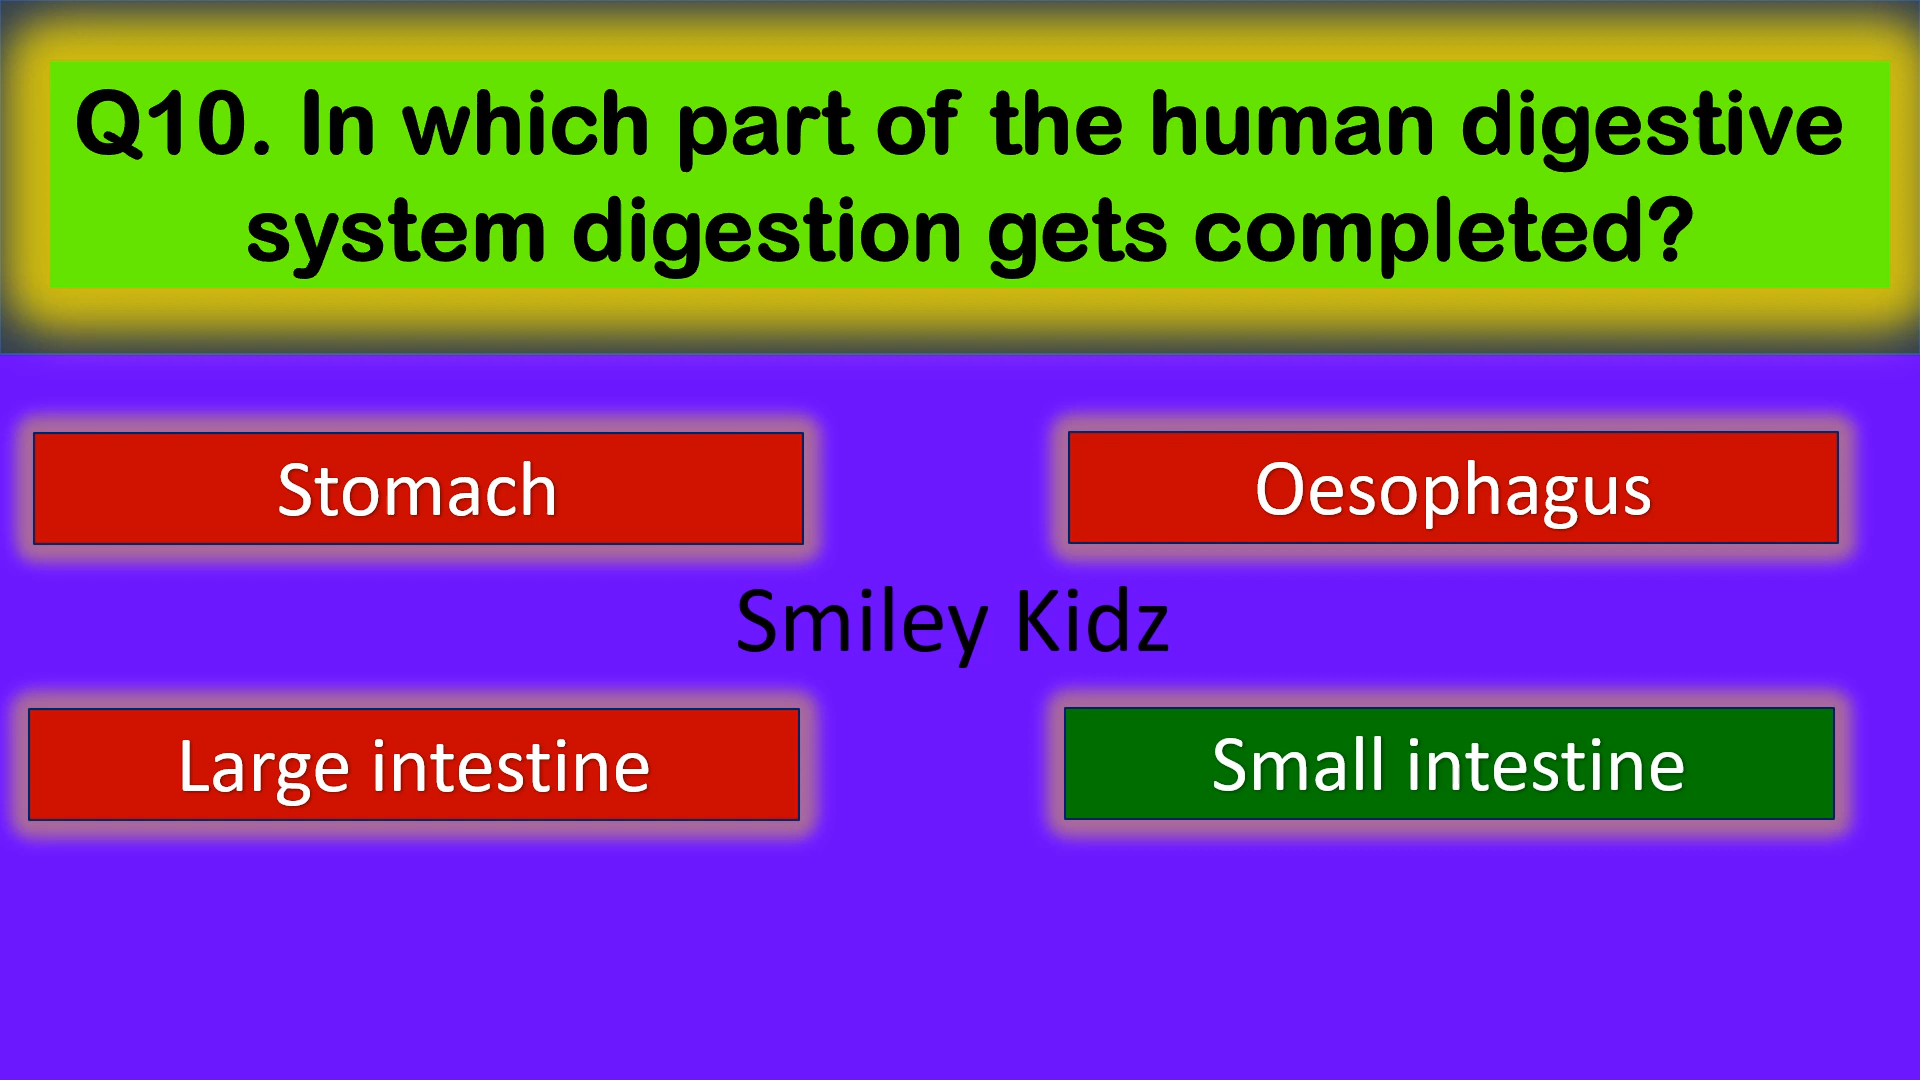 Q10. In which part of the human digestive
system digestion gets completed?
Stomach
Oesophagus
Smiley Kidz
Large intestine
Small intestine